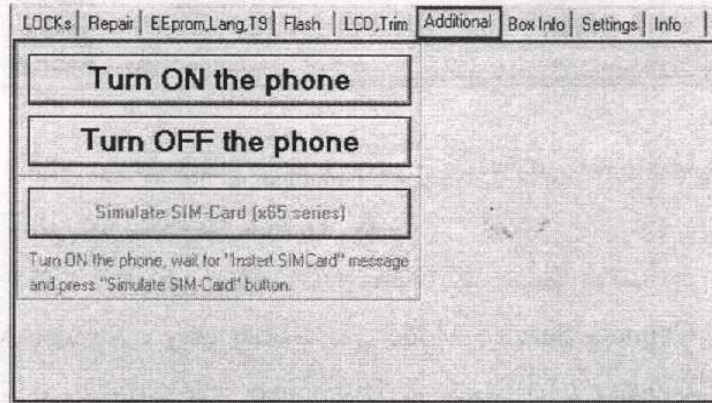 LOCKs Repair EEprom,Lang,T9 Flash LCD,Trim Additional Box Info Settings Info
Turn ON the phone
Turn OFF the phone
Simulate SIM-Card (x65 series)
Turn ON the phone, wait for "Instert SIMCard" message
and press "Simulate SIM-Card" button.